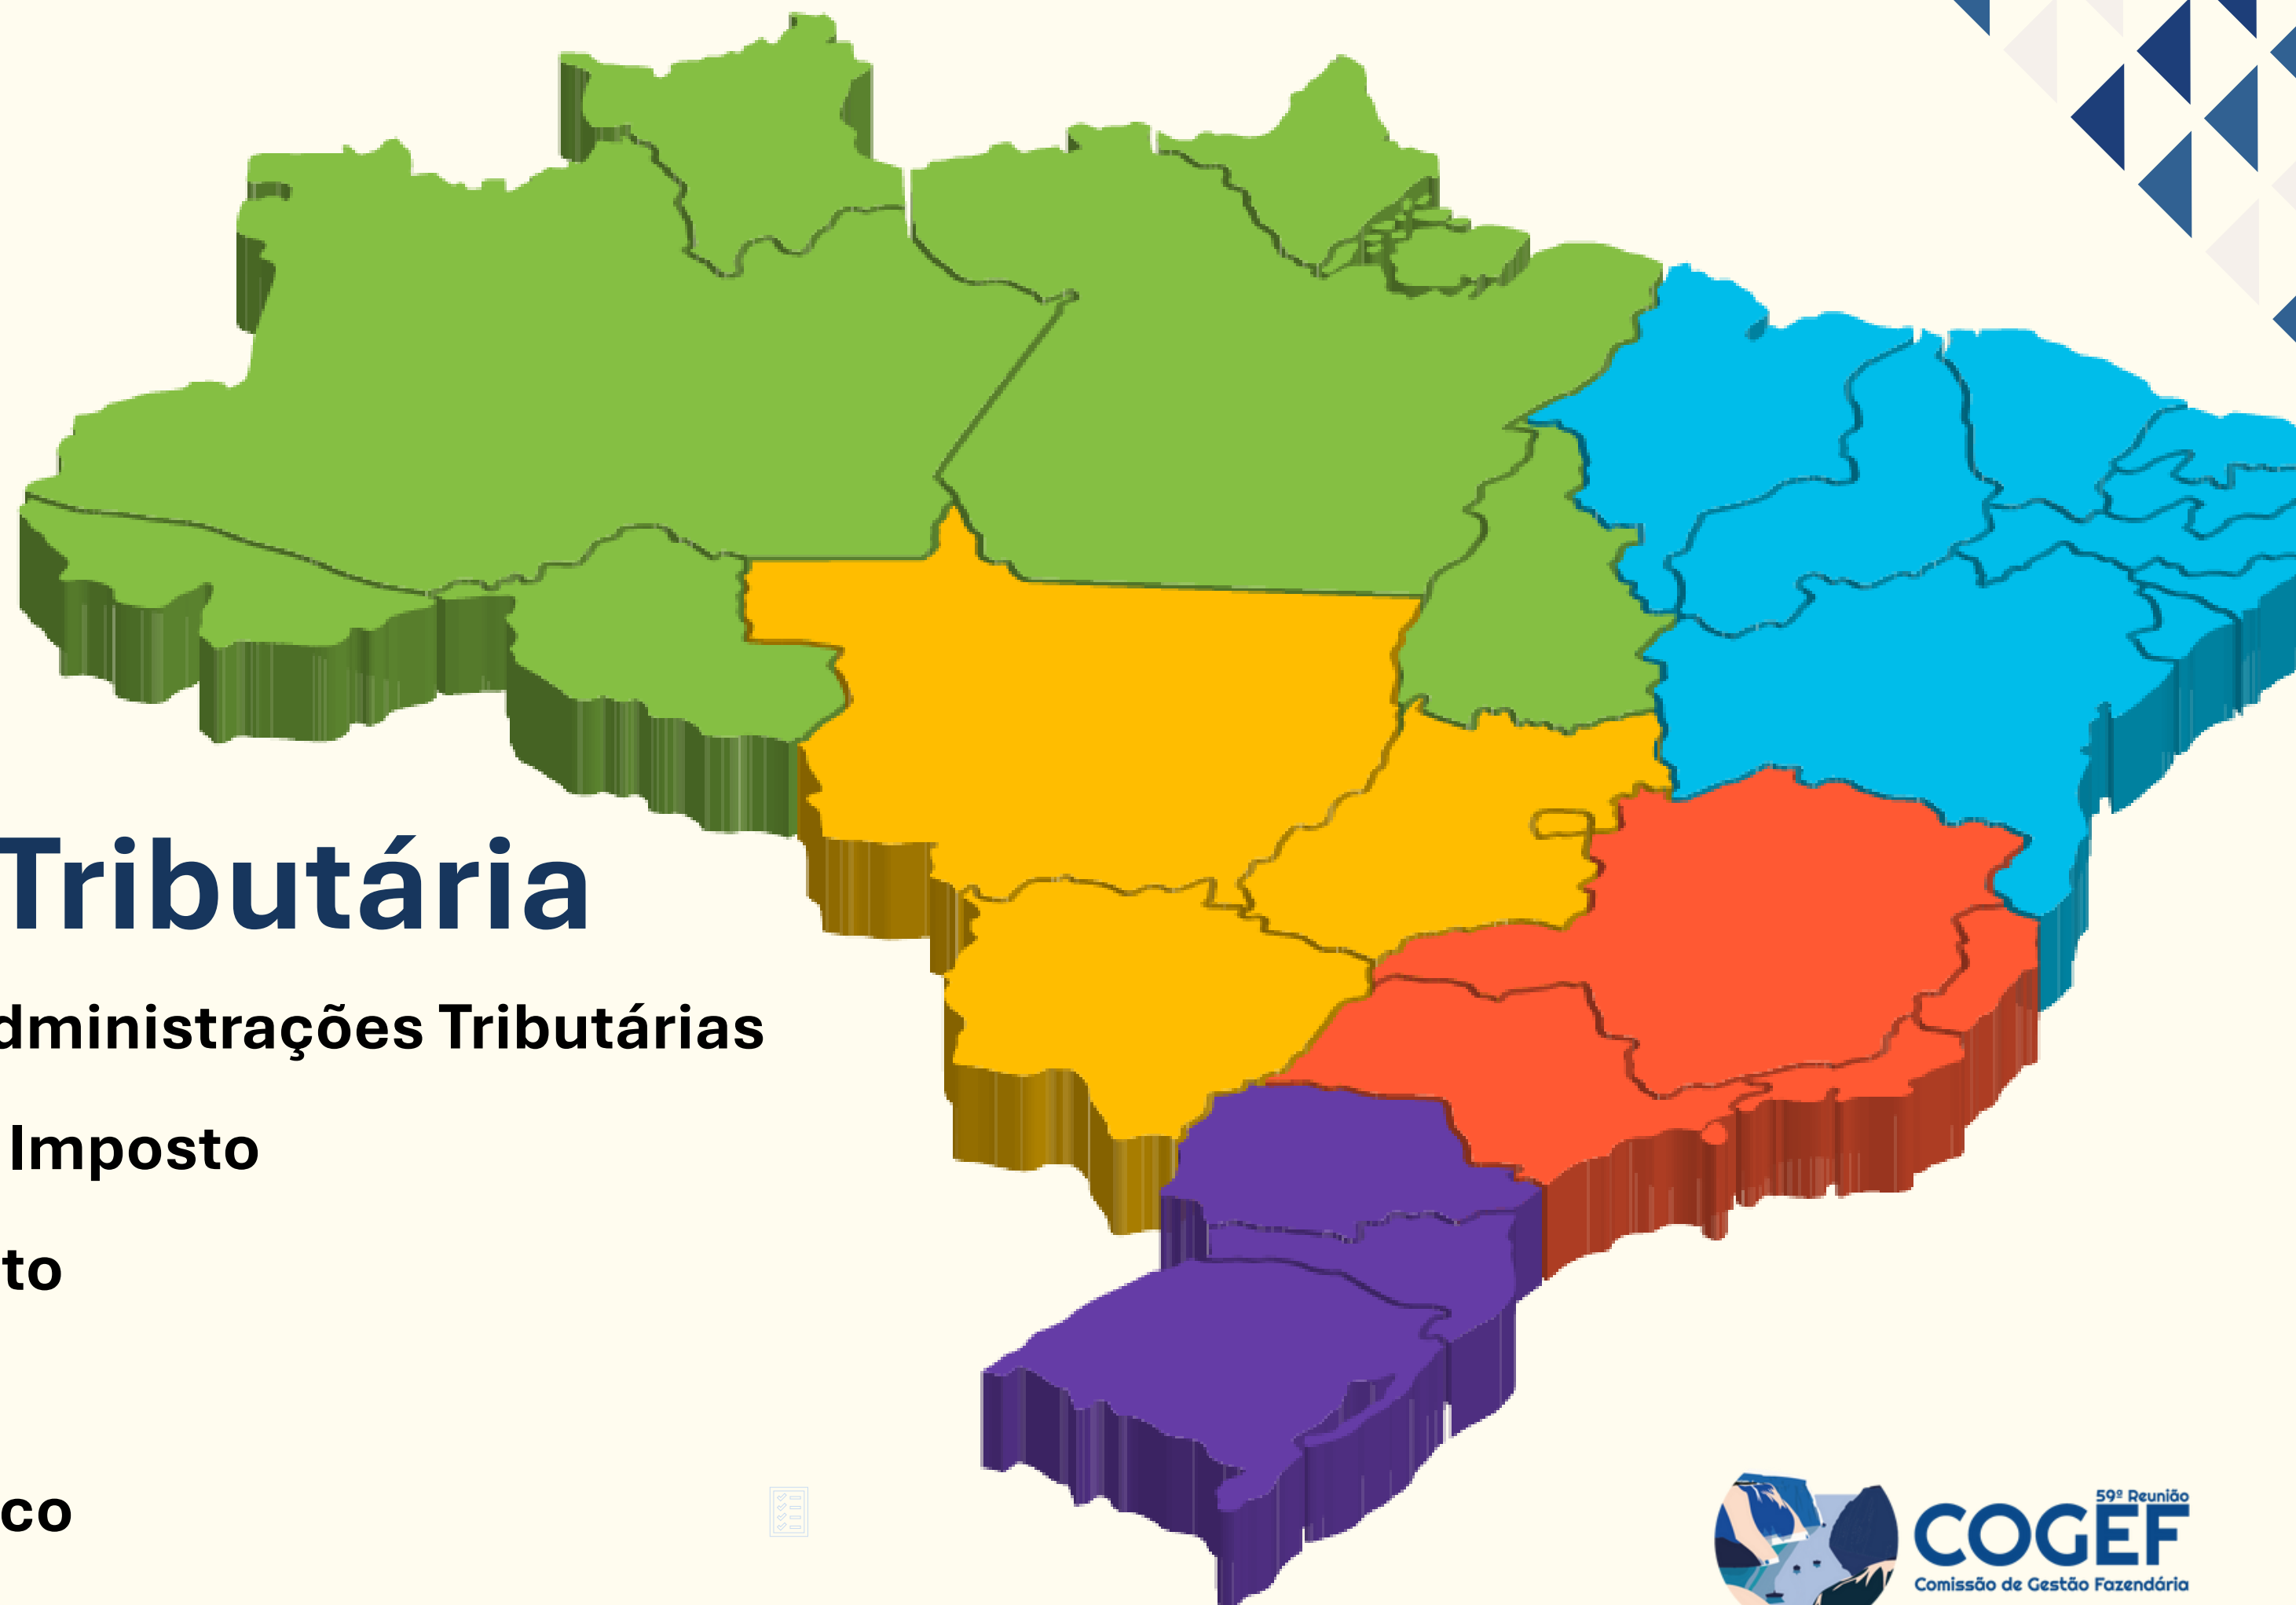 Tributária
dministrações Tributárias
Imposto
to
co
59ª Reunião
COGEF
Comissão de Gestão Fazendária